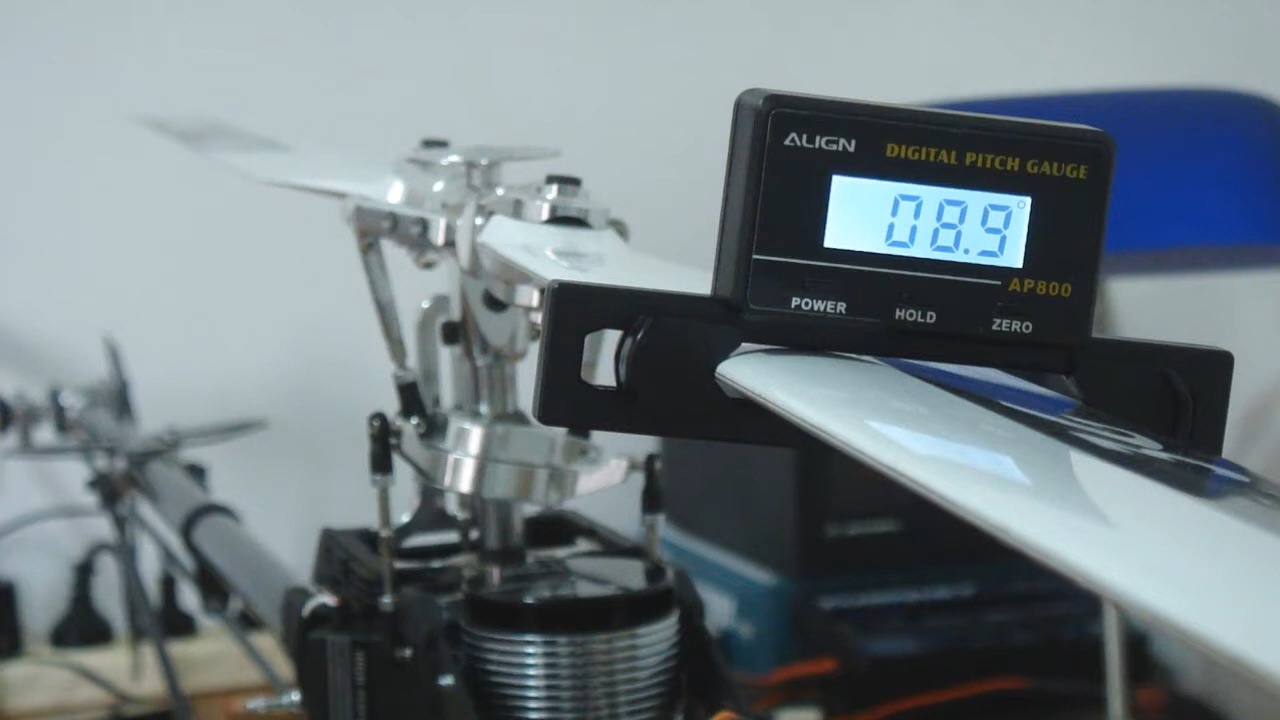 ALIGN
DIGITAL PITCH GAUGE
08.9°
AP800
POWER HOLD ZERO